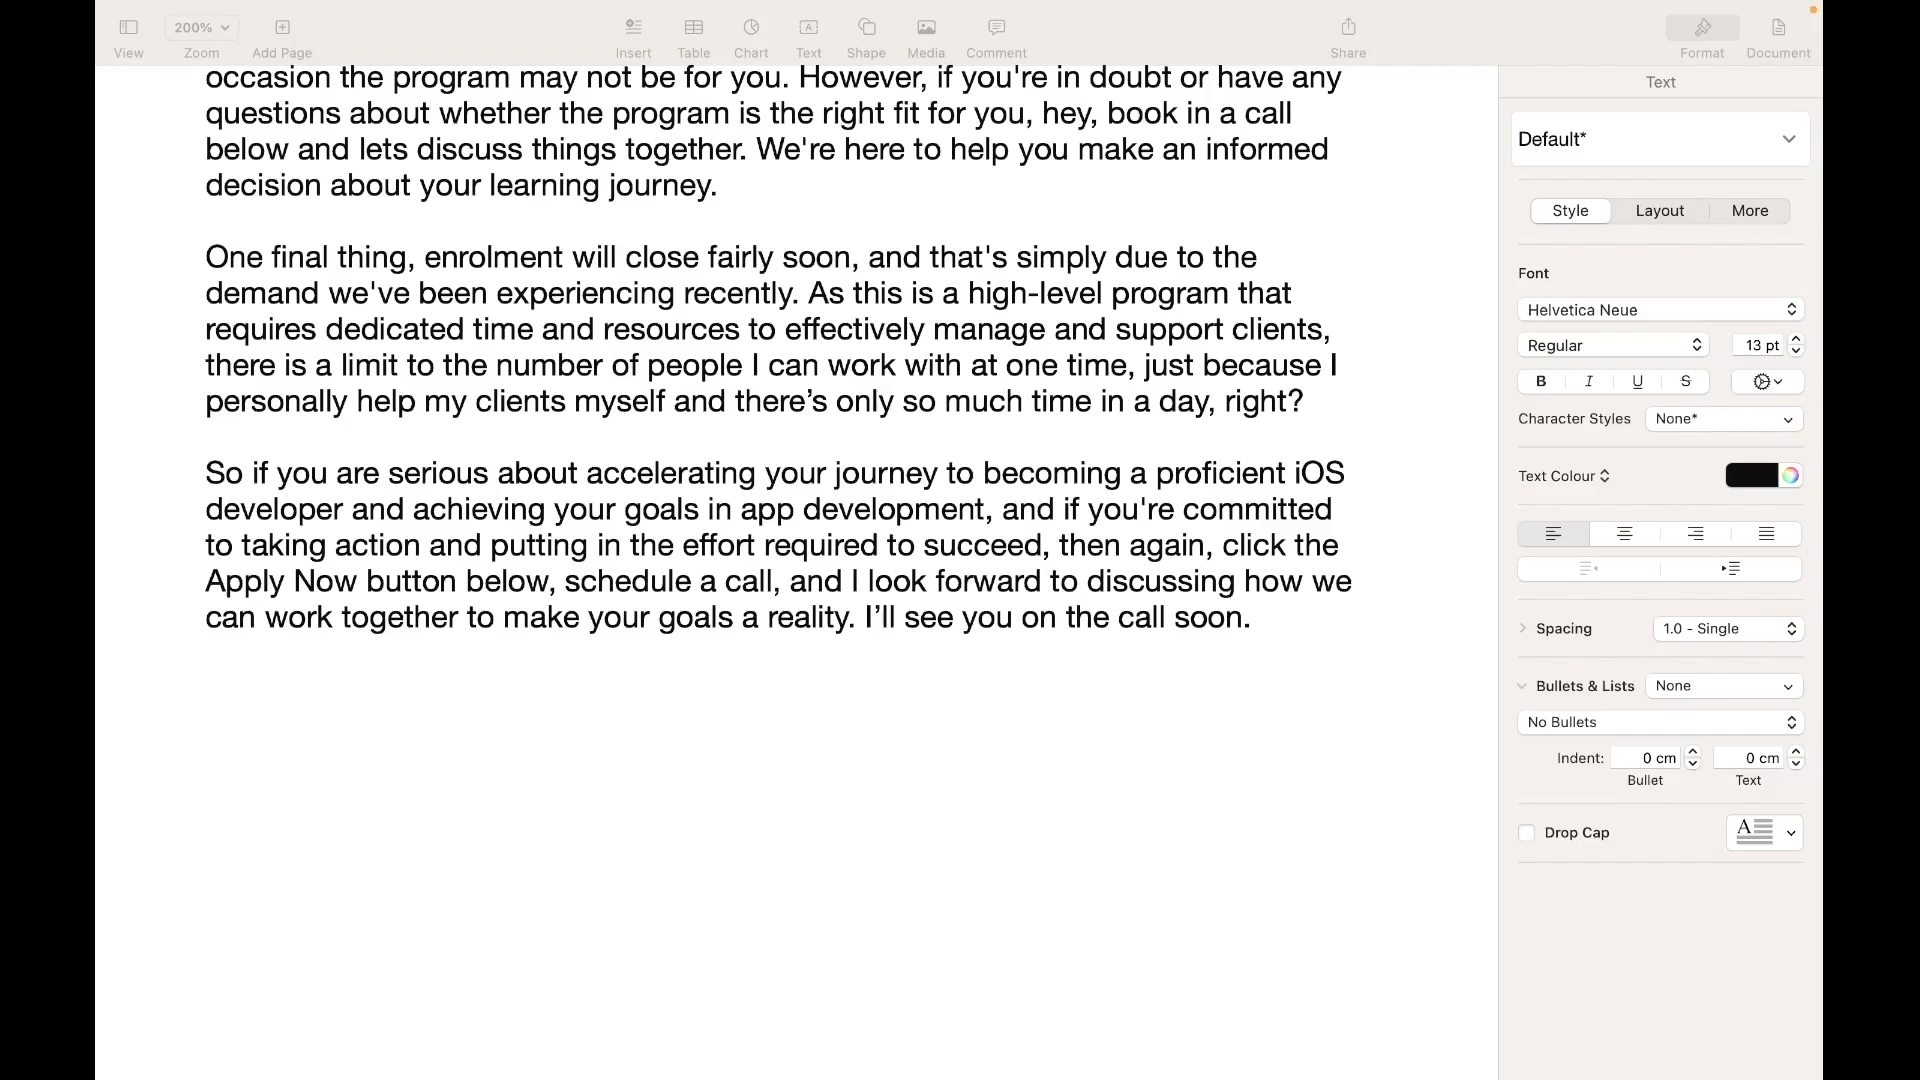 200%
View
Zoom
Add Page
Insert
Table
Chart
Text
Shape
Media
Comment
Share
Format
Document
occasion the program may not be for you. However, if you're in doubt or have any
questions about whether the program is the right fit for you, hey, book in a call
below and lets discuss things together. We're here to help you make an informed
decision about your learning journey.
One final thing, enrolment will close fairly soon, and that's simply due to the
demand we've been experiencing recently. As this is a high-level program that
requires dedicated time and resources to effectively manage and support clients,
there is a limit to the number of people I can work with at one time, just because I
personally help my clients myself and there’s only so much time in a day, right?
So if you are serious about accelerating your journey to becoming a proficient iOS
developer and achieving your goals in app development, and if you're committed
to taking action and putting in the effort required to succeed, then again, click the
Apply Now button below, schedule a call, and I look forward to discussing how we
can work together to make your goals a reality. I’ll see you on the call soon.
Text
Default*
Style
Layout
More
Font
Helvetica Neue
Regular
13 pt
B I U S
Character Styles
None*
Text Colour
Spacing
1.0 - Single
Bullets & Lists
None
No Bullets
Indent:
0 cm
0 cm
Bullet
Text
Drop Cap
A